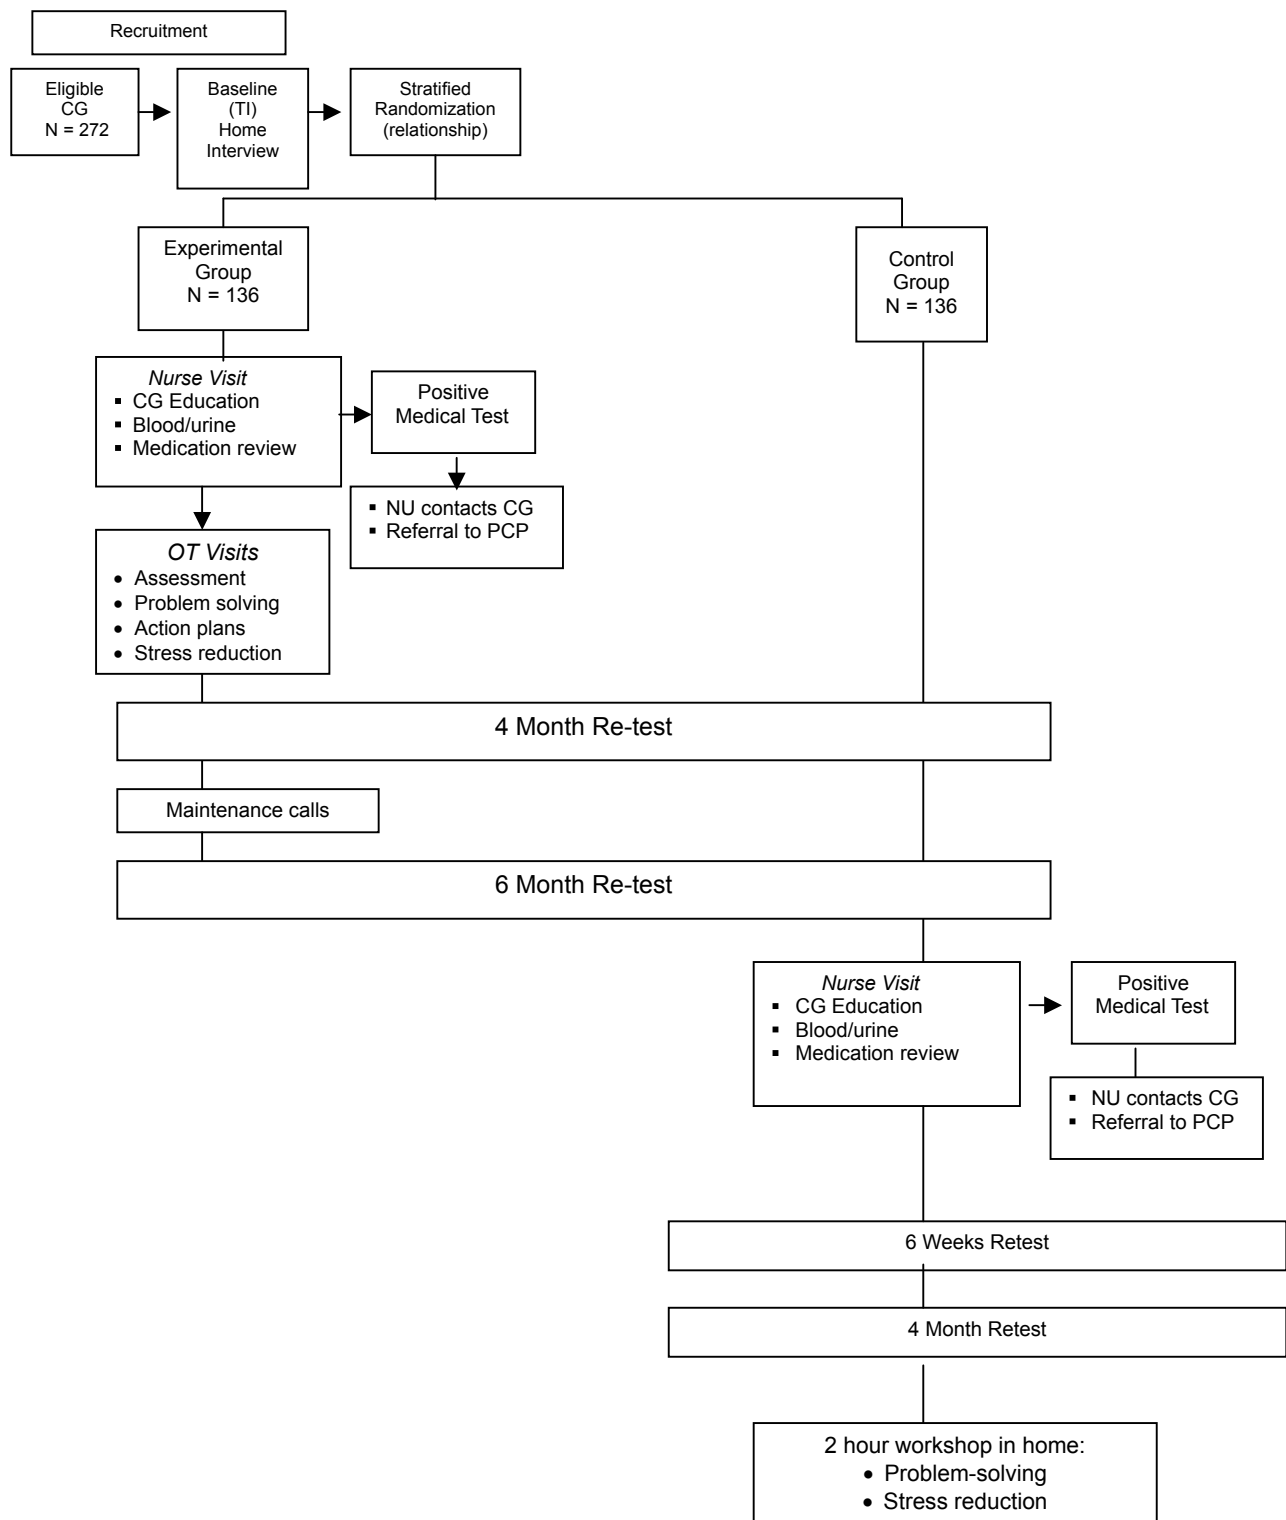 Recruitment
Eligible
CG
N = 272
Baseline
(TI)
Home
Interview
Stratified
Randomization
(relationship)
Experimental
Group
N = 136
Control
Group
N = 136
Nurse Visit
▪ CG Education
▪ Blood/urine
▪ Medication review
Positive
Medical Test
▪ NU contacts CG
▪ Referral to PCP
OT Visits
• Assessment
• Problem solving
• Action plans
• Stress reduction
4 Month Re-test
Maintenance calls
6 Month Re-test
Nurse Visit
▪ CG Education
▪ Blood/urine
▪ Medication review
Positive
Medical Test
▪ NU contacts CG
▪ Referral to PCP
6 Weeks Retest
4 Month Retest
2 hour workshop in home:
• Problem-solving
• Stress reduction